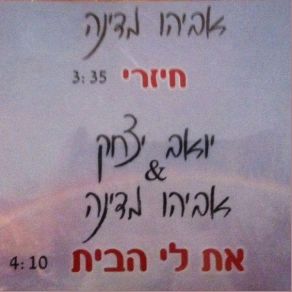 אביהו מדינה
חיזרי 3:35
יואב יצחק
&
אביהו מדינה
את לי הבית 4:10